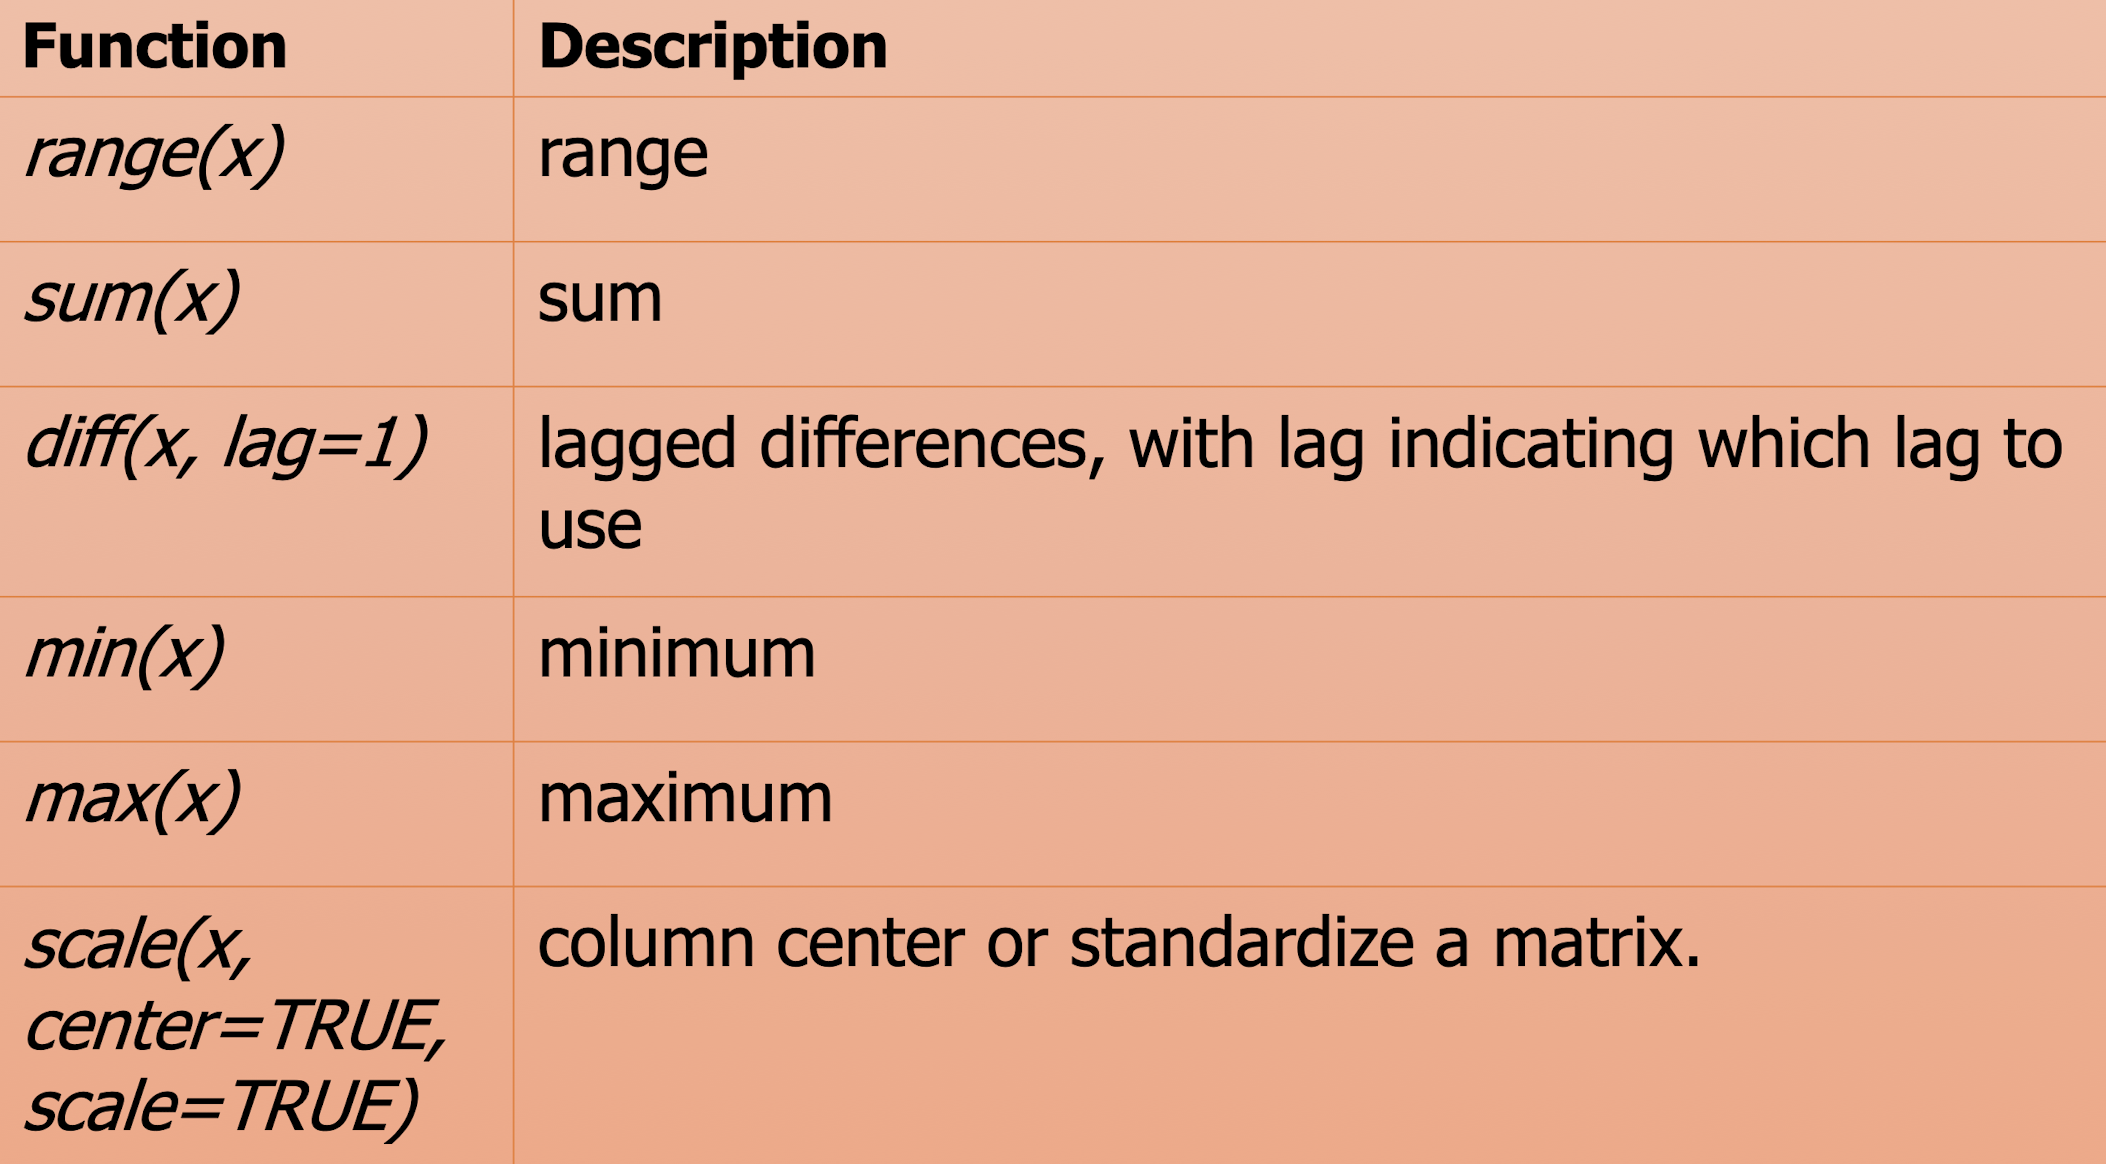 Function Description
range(x) range
sum(x) sum
diff(x, lag=1) lagged differences, with lag indicating which lag to
use
min(x) minimum
max(x) maximum
scale(x, column center or standardize a matrix.
center=TRUE,
scale=TRUE)